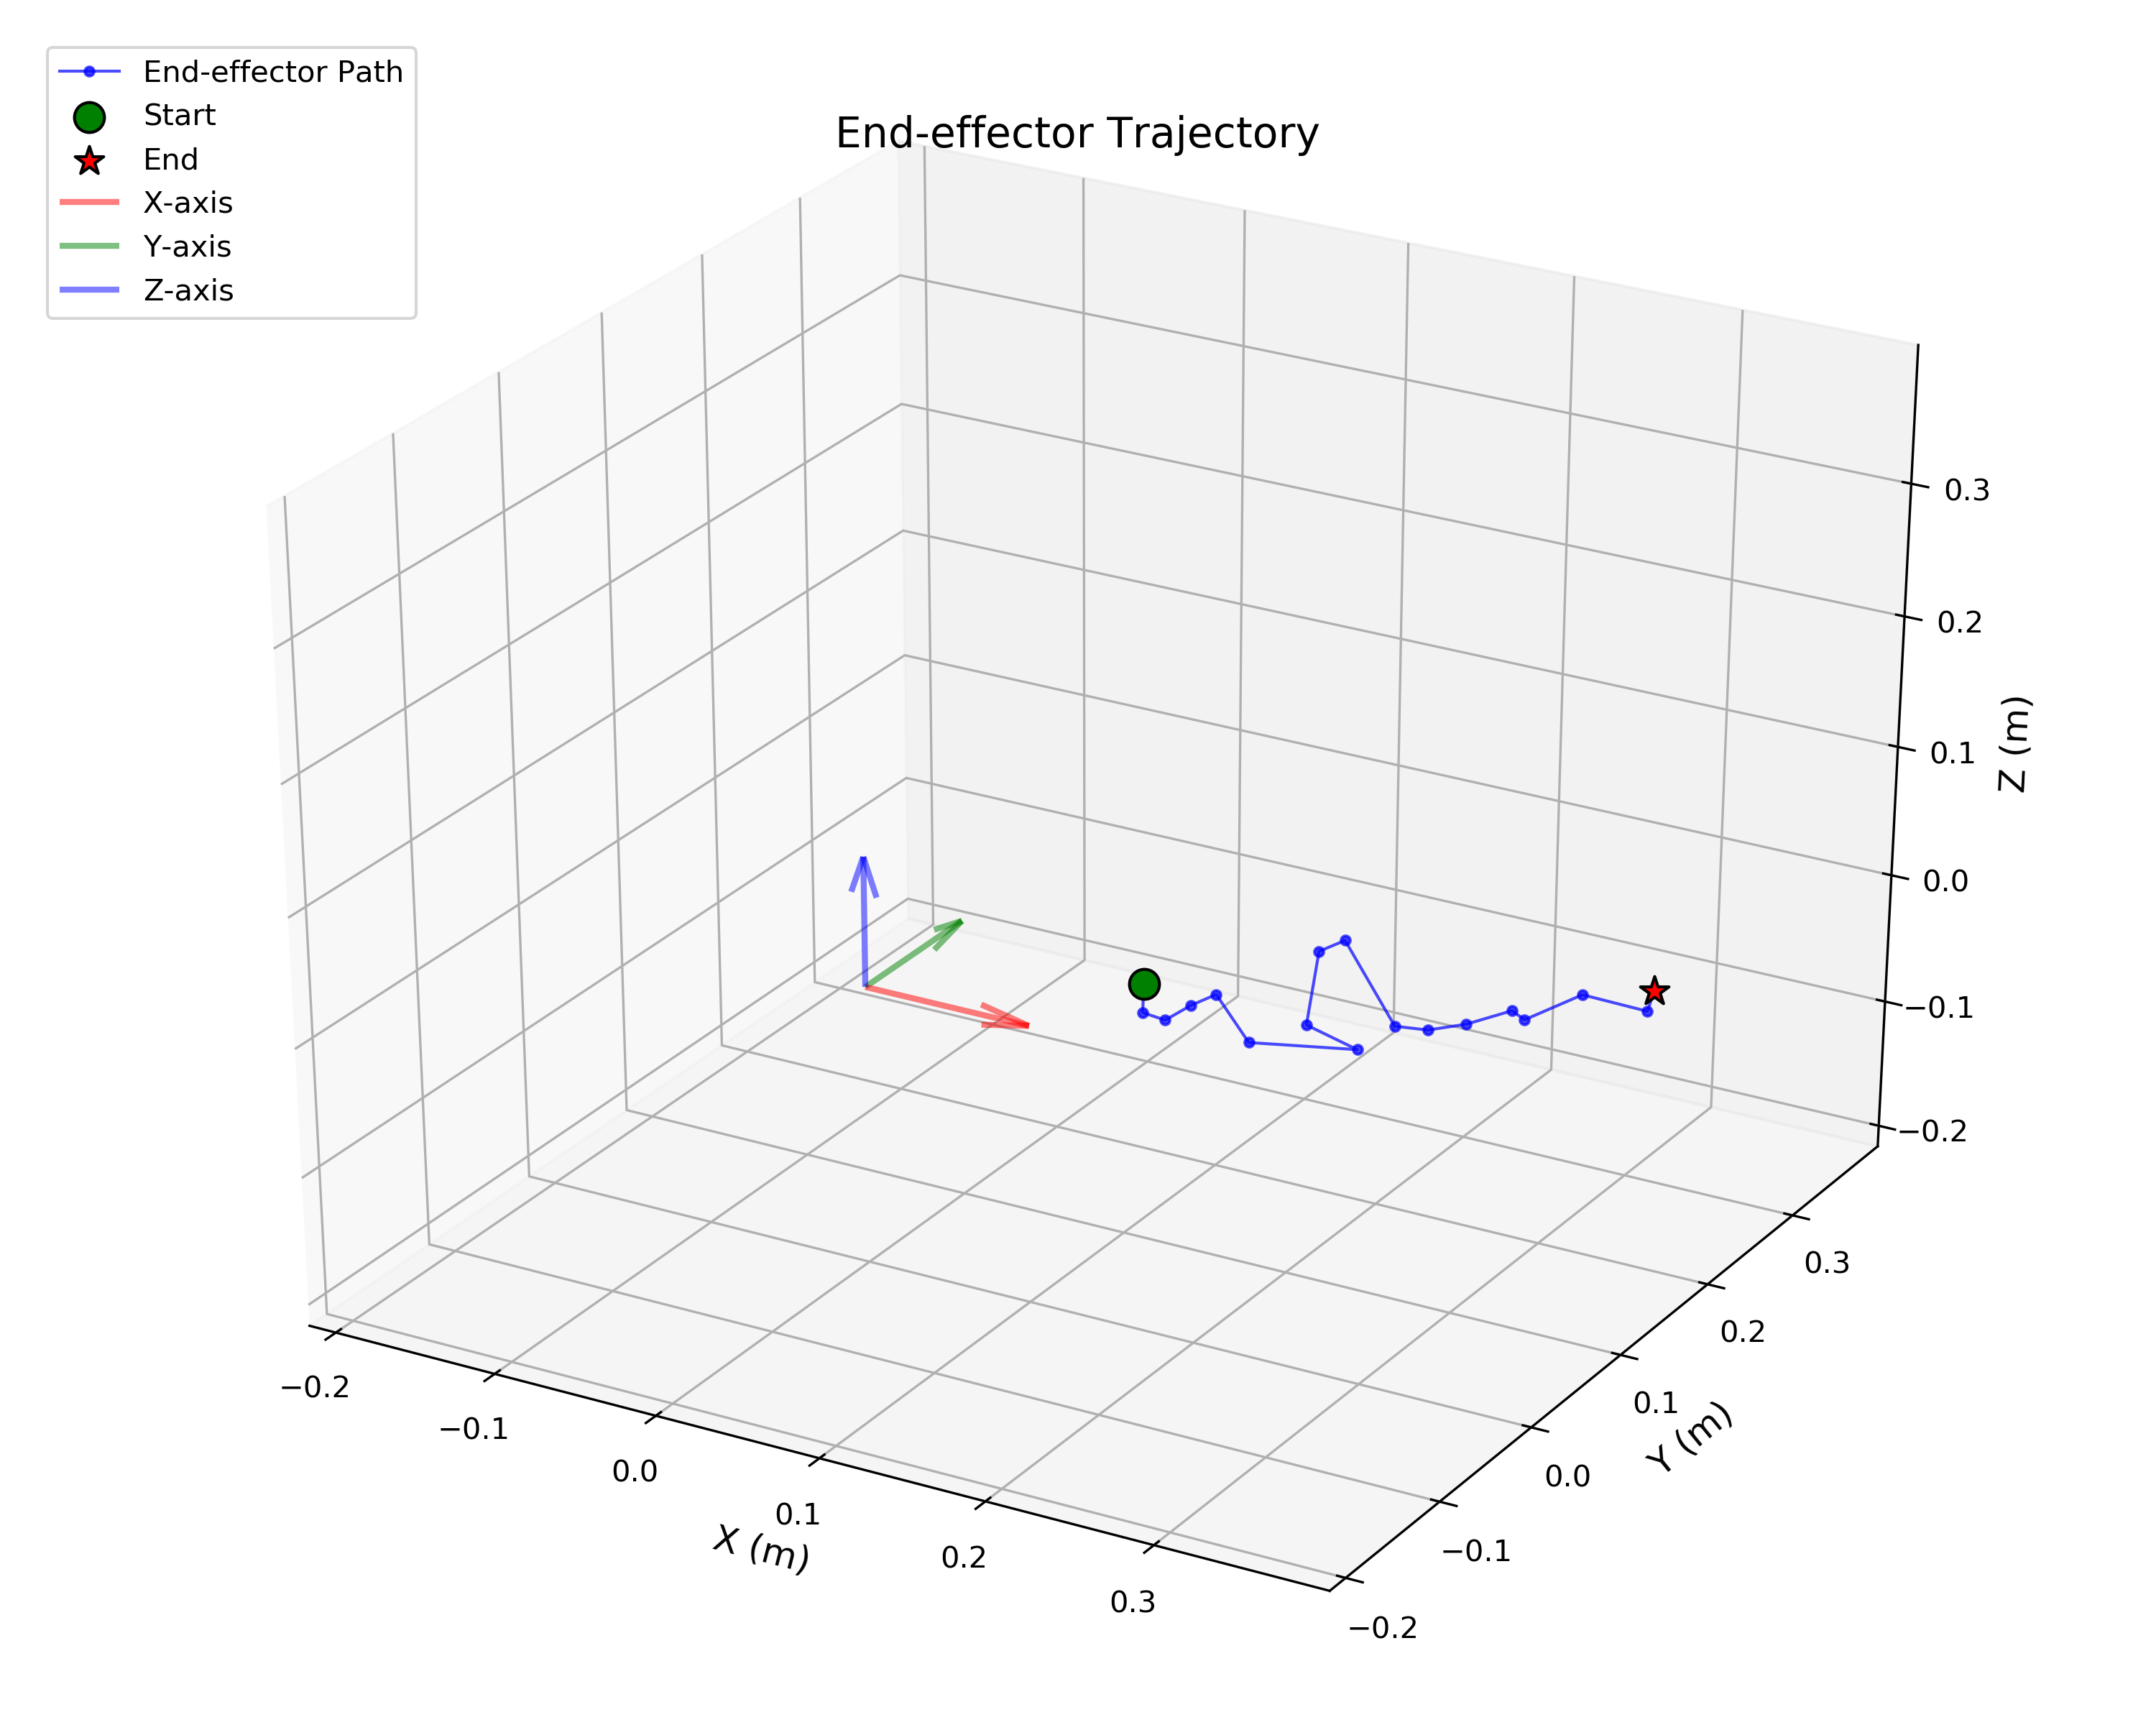 End-effector Path
Start
End
X-axis
Y-axis
Z-axis
End-effector Trajectory
0.3
0.2
0.1
0.0
−0.1
−0.2
Z (m)
0.3
0.2
0.1
0.0
−0.1
−0.2
Y (m)
−0.2
−0.1
0.0
0.1
0.2
0.3
X (m)